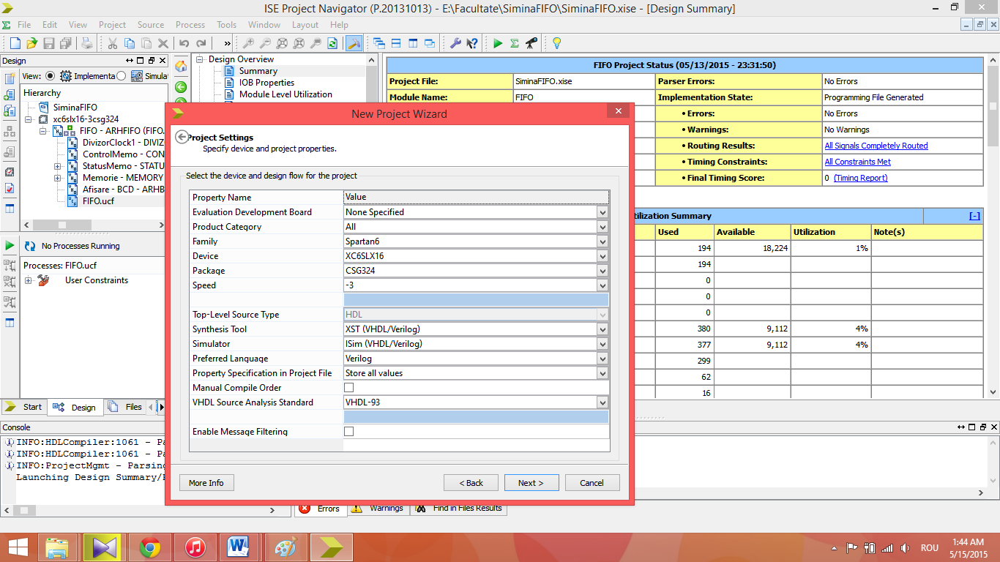 ISE Project Navigator (P.20131013) - E:\Facultate\SiminaFIFO\SiminaFIFO.xise - [Design Summary]
File Edit View Project Source Process Tools Window Layout Help
Design
View: Implementa Simulat
Hierarchy
SiminaFIFO
xc6slx16-3csg324
FIFO - ARHFIFO (FIFO.
DivizorClock1 - DIVIZ
ControlMemo - CON
StatusMemo - STATU
Memorie - MEMORY
Afisare - BCD - ARHB
FIFO.ucf
No Processes Running
Processes: FIFO.ucf
User Constraints
Start Design Files
Design Overview
Summary
IOB Properties
Module Level Utilization
FIFO Project Status (05/13/2015 - 23:31:50)
Project File: SiminaFIFO.xise Parser Errors: No Errors
Module Name: FIFO Implementation State: Programming File Generated
• Errors: No Errors
• Warnings: No Warnings
• Routing Results: All Signals Completely Routed
• Timing Constraints: All Constraints Met
• Final Timing Score: 0 (Timing Report)
tilization Summary [-]
Used Available Utilization Note(s)
194 18,224 1%
194
0
0
0
380 9,112 4%
377 9,112 4%
299
62
16
New Project Wizard
Project Settings
Specify device and project properties.
Select the device and design flow for the project
Property Name Value
Evaluation Development Board None Specified
Product Category All
Family Spartan6
Device XC6SLX16
Package CSG324
Speed -3
Top-Level Source Type HDL
Synthesis Tool XST (VHDL/Verilog)
Simulator ISim (VHDL/Verilog)
Preferred Language Verilog
Property Specification in Project File Store all values
Manual Compile Order
VHDL Source Analysis Standard VHDL-93
Enable Message Filtering
More Info < Back Next > Cancel
Console
INFO:HDLCompiler:1061 - Pa
INFO:HDLCompiler:1061 - Pa
INFO:ProjectMgmt - Parsing
Launching Design Summary/
Errors Warnings Find in Files Results
ROU
1:44 AM
5/15/2015